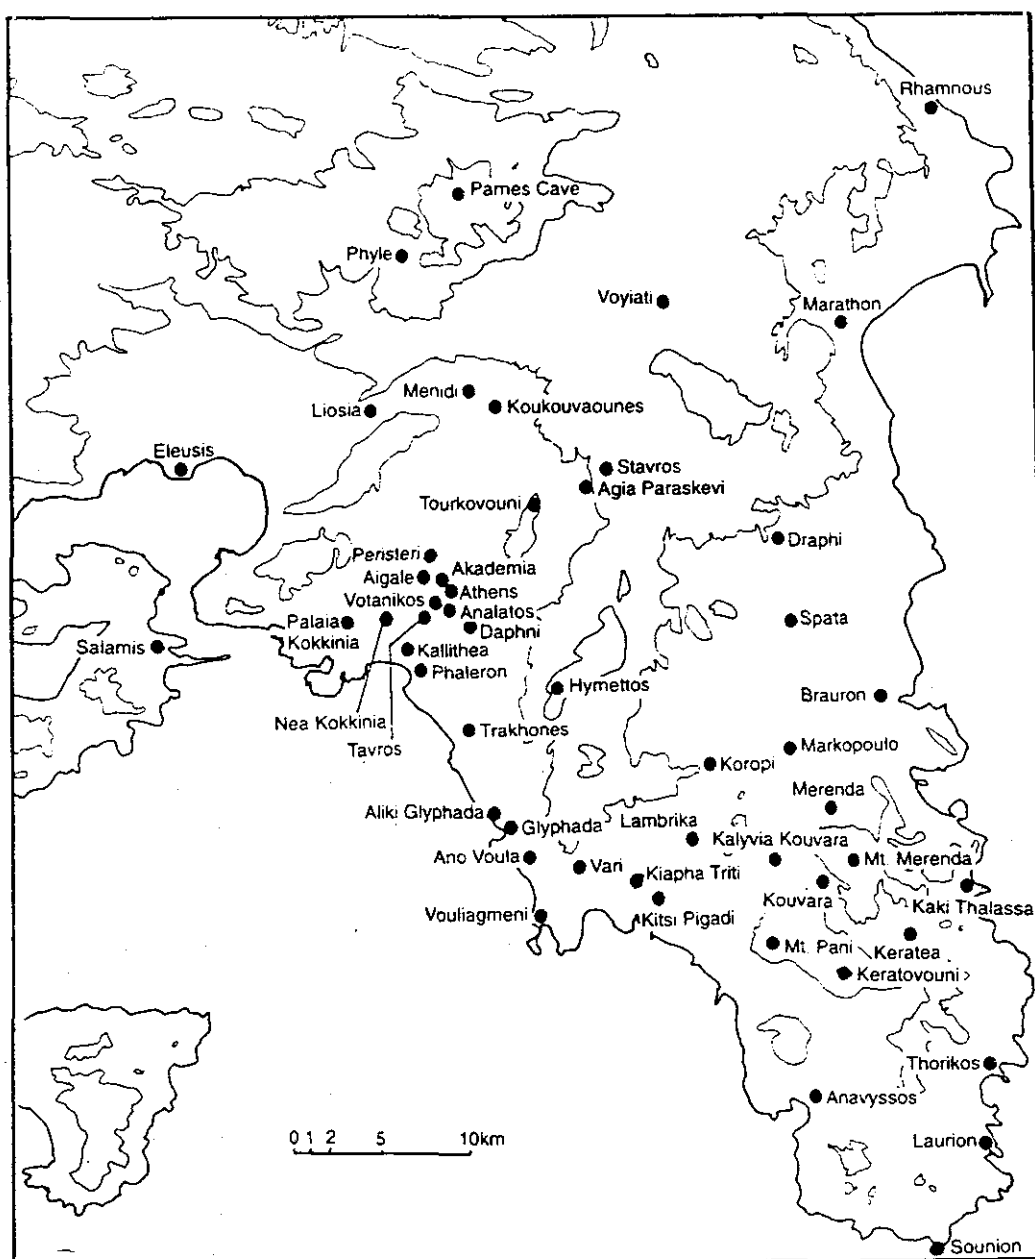 Rhamnous
Parnes Cave
Phyle
Voyiati
Marathon
Menidi
Liosia
Koukouvaounes
Eleusis
Stavros
Agia Paraskevi
Tourkovouni
Draphi
Peristeri
Akademia
Aigale
Athens
Votanikos
Analatos
Palaia
Kokkinia
Daphni
Spata
Salamis
Kallithea
Phaleron
Hymettos
Brauron
Nea Kokkinia
Tavros
Trakhones
Markopoulo
Koropi
Merenda
Aliki Glyphada
Glyphada
Lambrika
Kalyvia Kouvara
Ano Voula
Vari
Kiapha Triti
Mt. Merenda
Kouvara
Kaki Thalassa
Vouliagmeni
Kitsi Pigadi
Mt. Pani
Keratea
Keratovouni
Thorikos
Anavyssos
0 1 2 5 10km
Laurion
Sounion